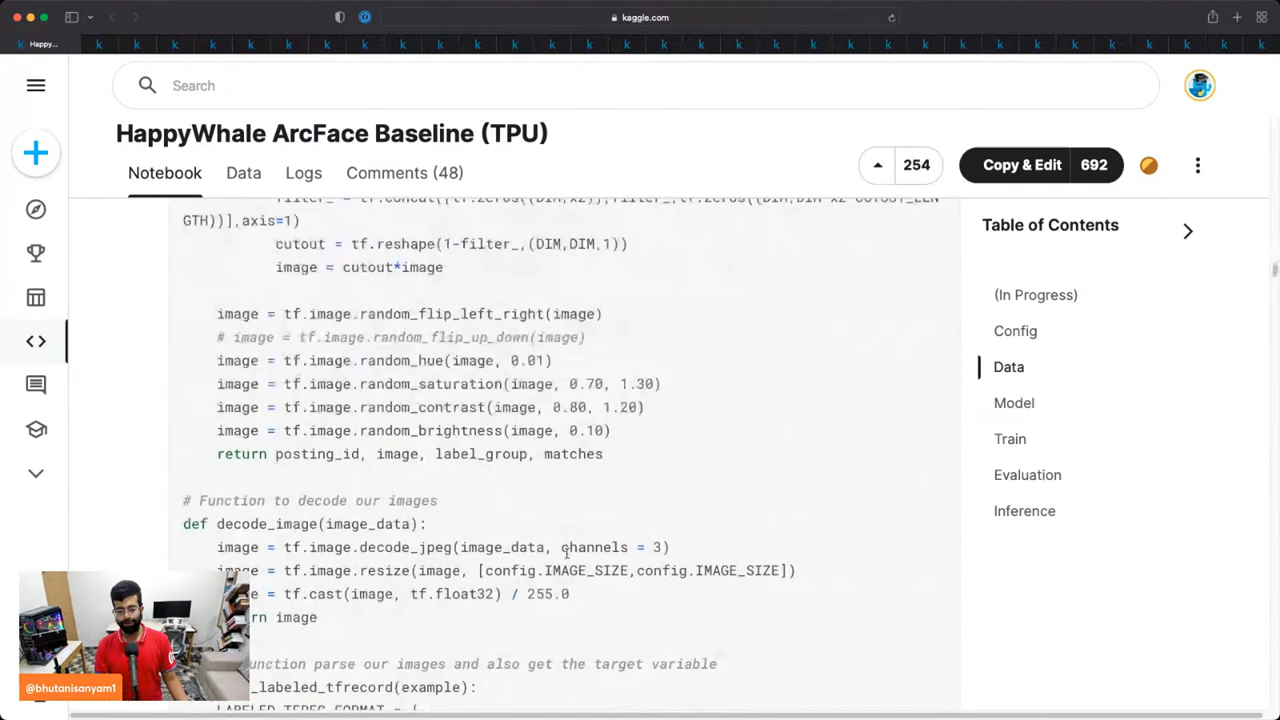 kaggle.com
Happy...
Search
HappyWhale ArcFace Baseline (TPU)
Notebook Data Logs Comments (48)
254
Copy & Edit 692
GTH))],axis=1)
cutout = tf.reshape(1-filter_,(DIM,DIM,1))
image = cutout*image
image = tf.image.random_flip_left_right(image)
# image = tf.image.random_flip_up_down(image)
image = tf.image.random_hue(image, 0.01)
image = tf.image.random_saturation(image, 0.70, 1.30)
image = tf.image.random_contrast(image, 0.80, 1.20)
image = tf.image.random_brightness(image, 0.10)
return posting_id, image, label_group, matches
# Function to decode our images
def decode_image(image_data):
image = tf.image.decode_jpeg(image_data, channels = 3)
image = tf.image.resize(image, [config.IMAGE_SIZE,config.IMAGE_SIZE])
= tf.cast(image, tf.float32) / 255.0
image
parse our images and also get the target variable
_labeled_tfrecord(example):
Table of Contents
(In Progress)
Config
Data
Model
Train
Evaluation
Inference
@bhutanisanyam1